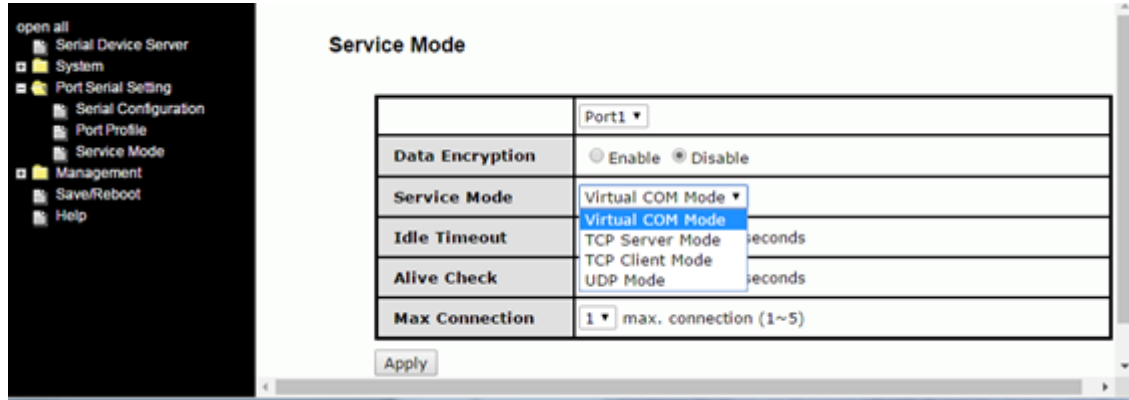 open all
Serial Device Server
System
Port Serial Setting
Serial Configuration
Port Profile
Service Mode
Management
Save/Reboot
Help
Service Mode
Port1
Data Encryption Enable Disable
Service Mode Virtual COM Mode
Virtual COM Mode
TCP Server Mode
TCP Client Mode
UDP Mode
Idle Timeout seconds
Alive Check seconds
Max Connection 1 max. connection (1~5)
Apply